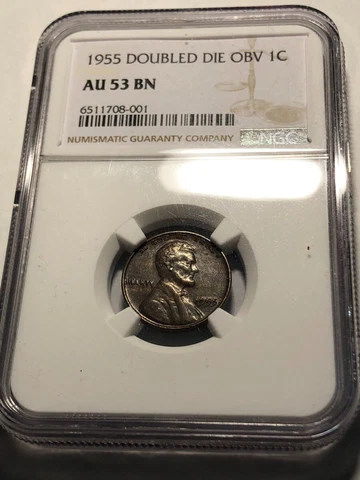 1955 DOUBLED DIE OBV 1C
AU 53 BN
6511708-001
NUMISMATIC GUARANTY COMPANY
NGC
LIBERTY
1955